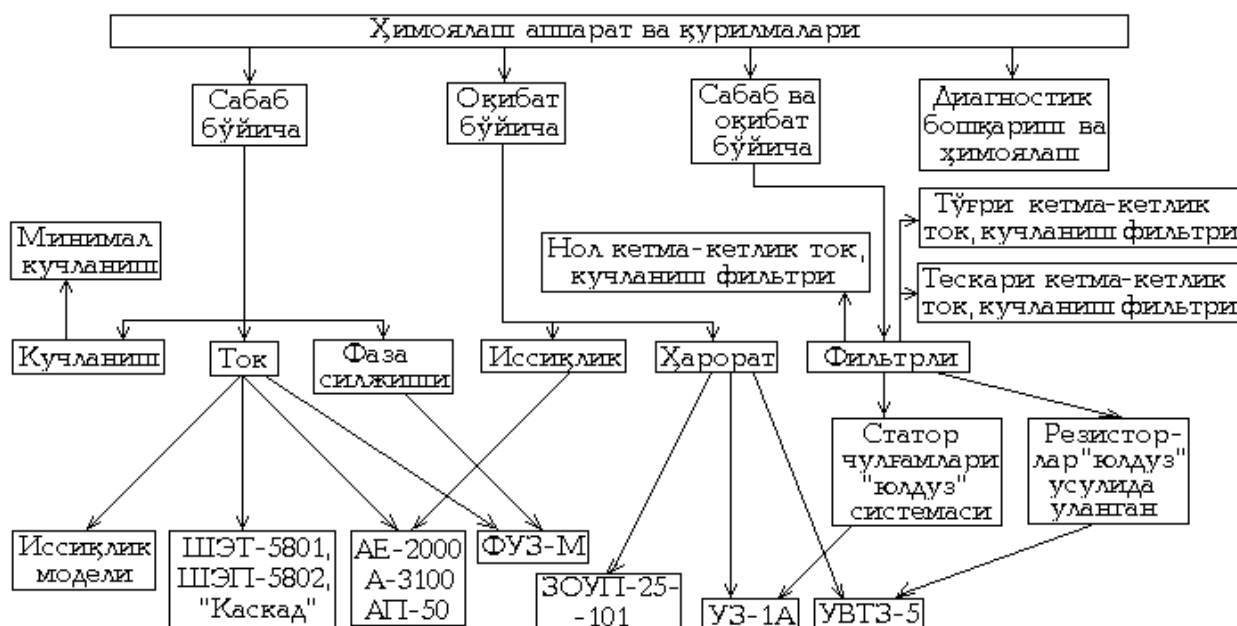 Ҳимоялаш аппарат ва қурилмалари
Сабаб
бўйича
Оқибат
бўйича
Сабаб ва
оқибат
бўйича
Диагностик
бошқариш ва
ҳимоялаш
Тўғри кетма-кетлик
ток, кучланиш фильтри
Минимал
кучланиш
Нол кетма-кетлик ток,
кучланиш фильтри
Тескари кетма-кетлик
ток, кучланиш фильтри
Кучланиш
Ток
Фаза
силжиши
Иссиқлик
Ҳарорат
Фильтрли
Статор
чулғамлари
"юлдуз"
системаси
Резистор-
лар "юлдуз"
усулида
уланган
Иссиқлик
модели
ШЭТ-5801,
ШЭП-5802,
"Каскад"
АЕ-2000
А-3100
АП-50
ФУЗ-М
ЗОУП-25-
-101
УЗ-1А
УВТЗ-5